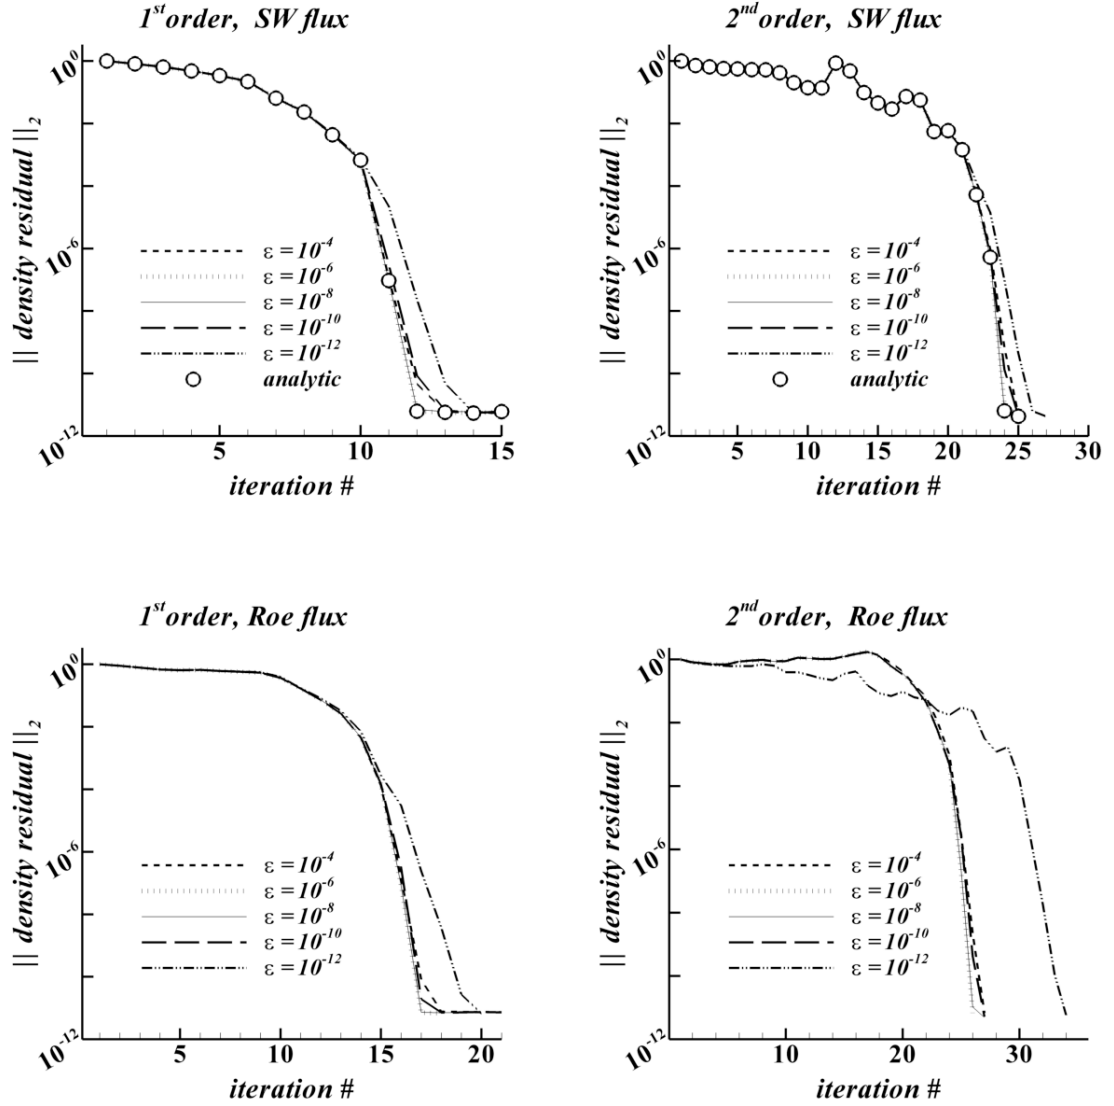 1st order, SW flux
|| density residual ||2
10^0
10^-6
10^-12
ε = 10^-4
ε = 10^-6
ε = 10^-8
ε = 10^-10
ε = 10^-12
analytic
5 10 15
iteration #
2nd order, SW flux
|| density residual ||2
10^0
10^-6
10^-12
ε = 10^-4
ε = 10^-6
ε = 10^-8
ε = 10^-10
ε = 10^-12
analytic
5 10 15 20 25 30
iteration #
1st order, Roe flux
|| density residual ||2
10^0
10^-6
10^-12
ε = 10^-4
ε = 10^-6
ε = 10^-8
ε = 10^-10
ε = 10^-12
5 10 15 20
iteration #
2nd order, Roe flux
|| density residual ||2
10^0
10^-6
10^-12
ε = 10^-4
ε = 10^-6
ε = 10^-8
ε = 10^-10
ε = 10^-12
10 20 30
iteration #